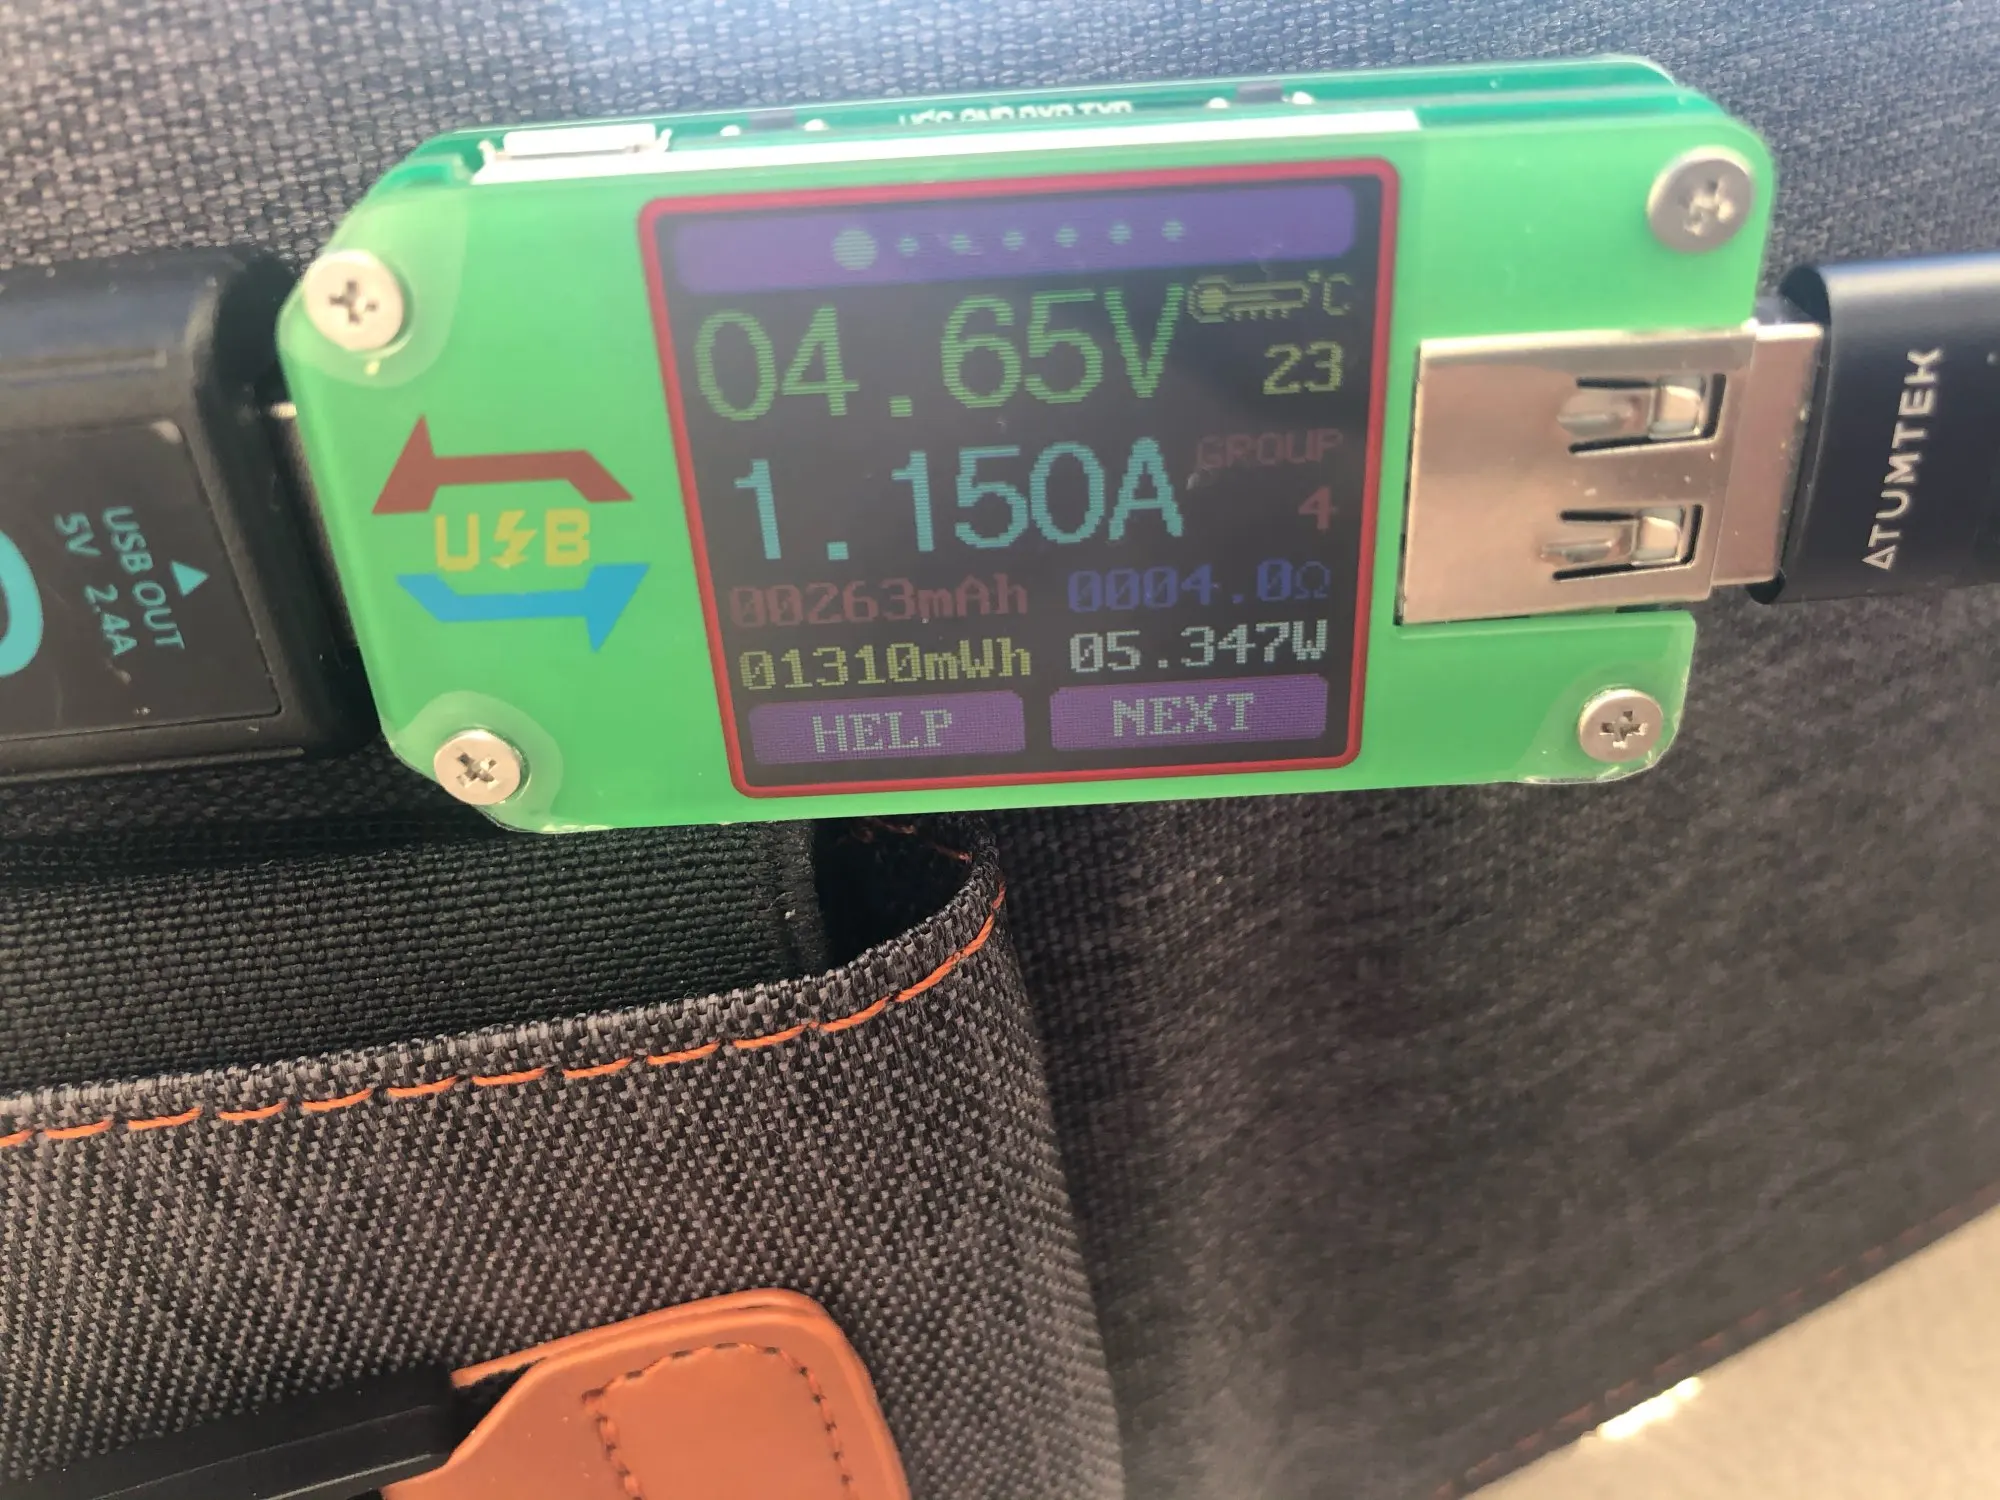 04.65V
°C
23
1.150A
GROUP
4
00263mAh
0004.0Ω
01310mWh
05.347W
HELP
NEXT
USB
USB OUT
5V 2.4A
ATUMTEK